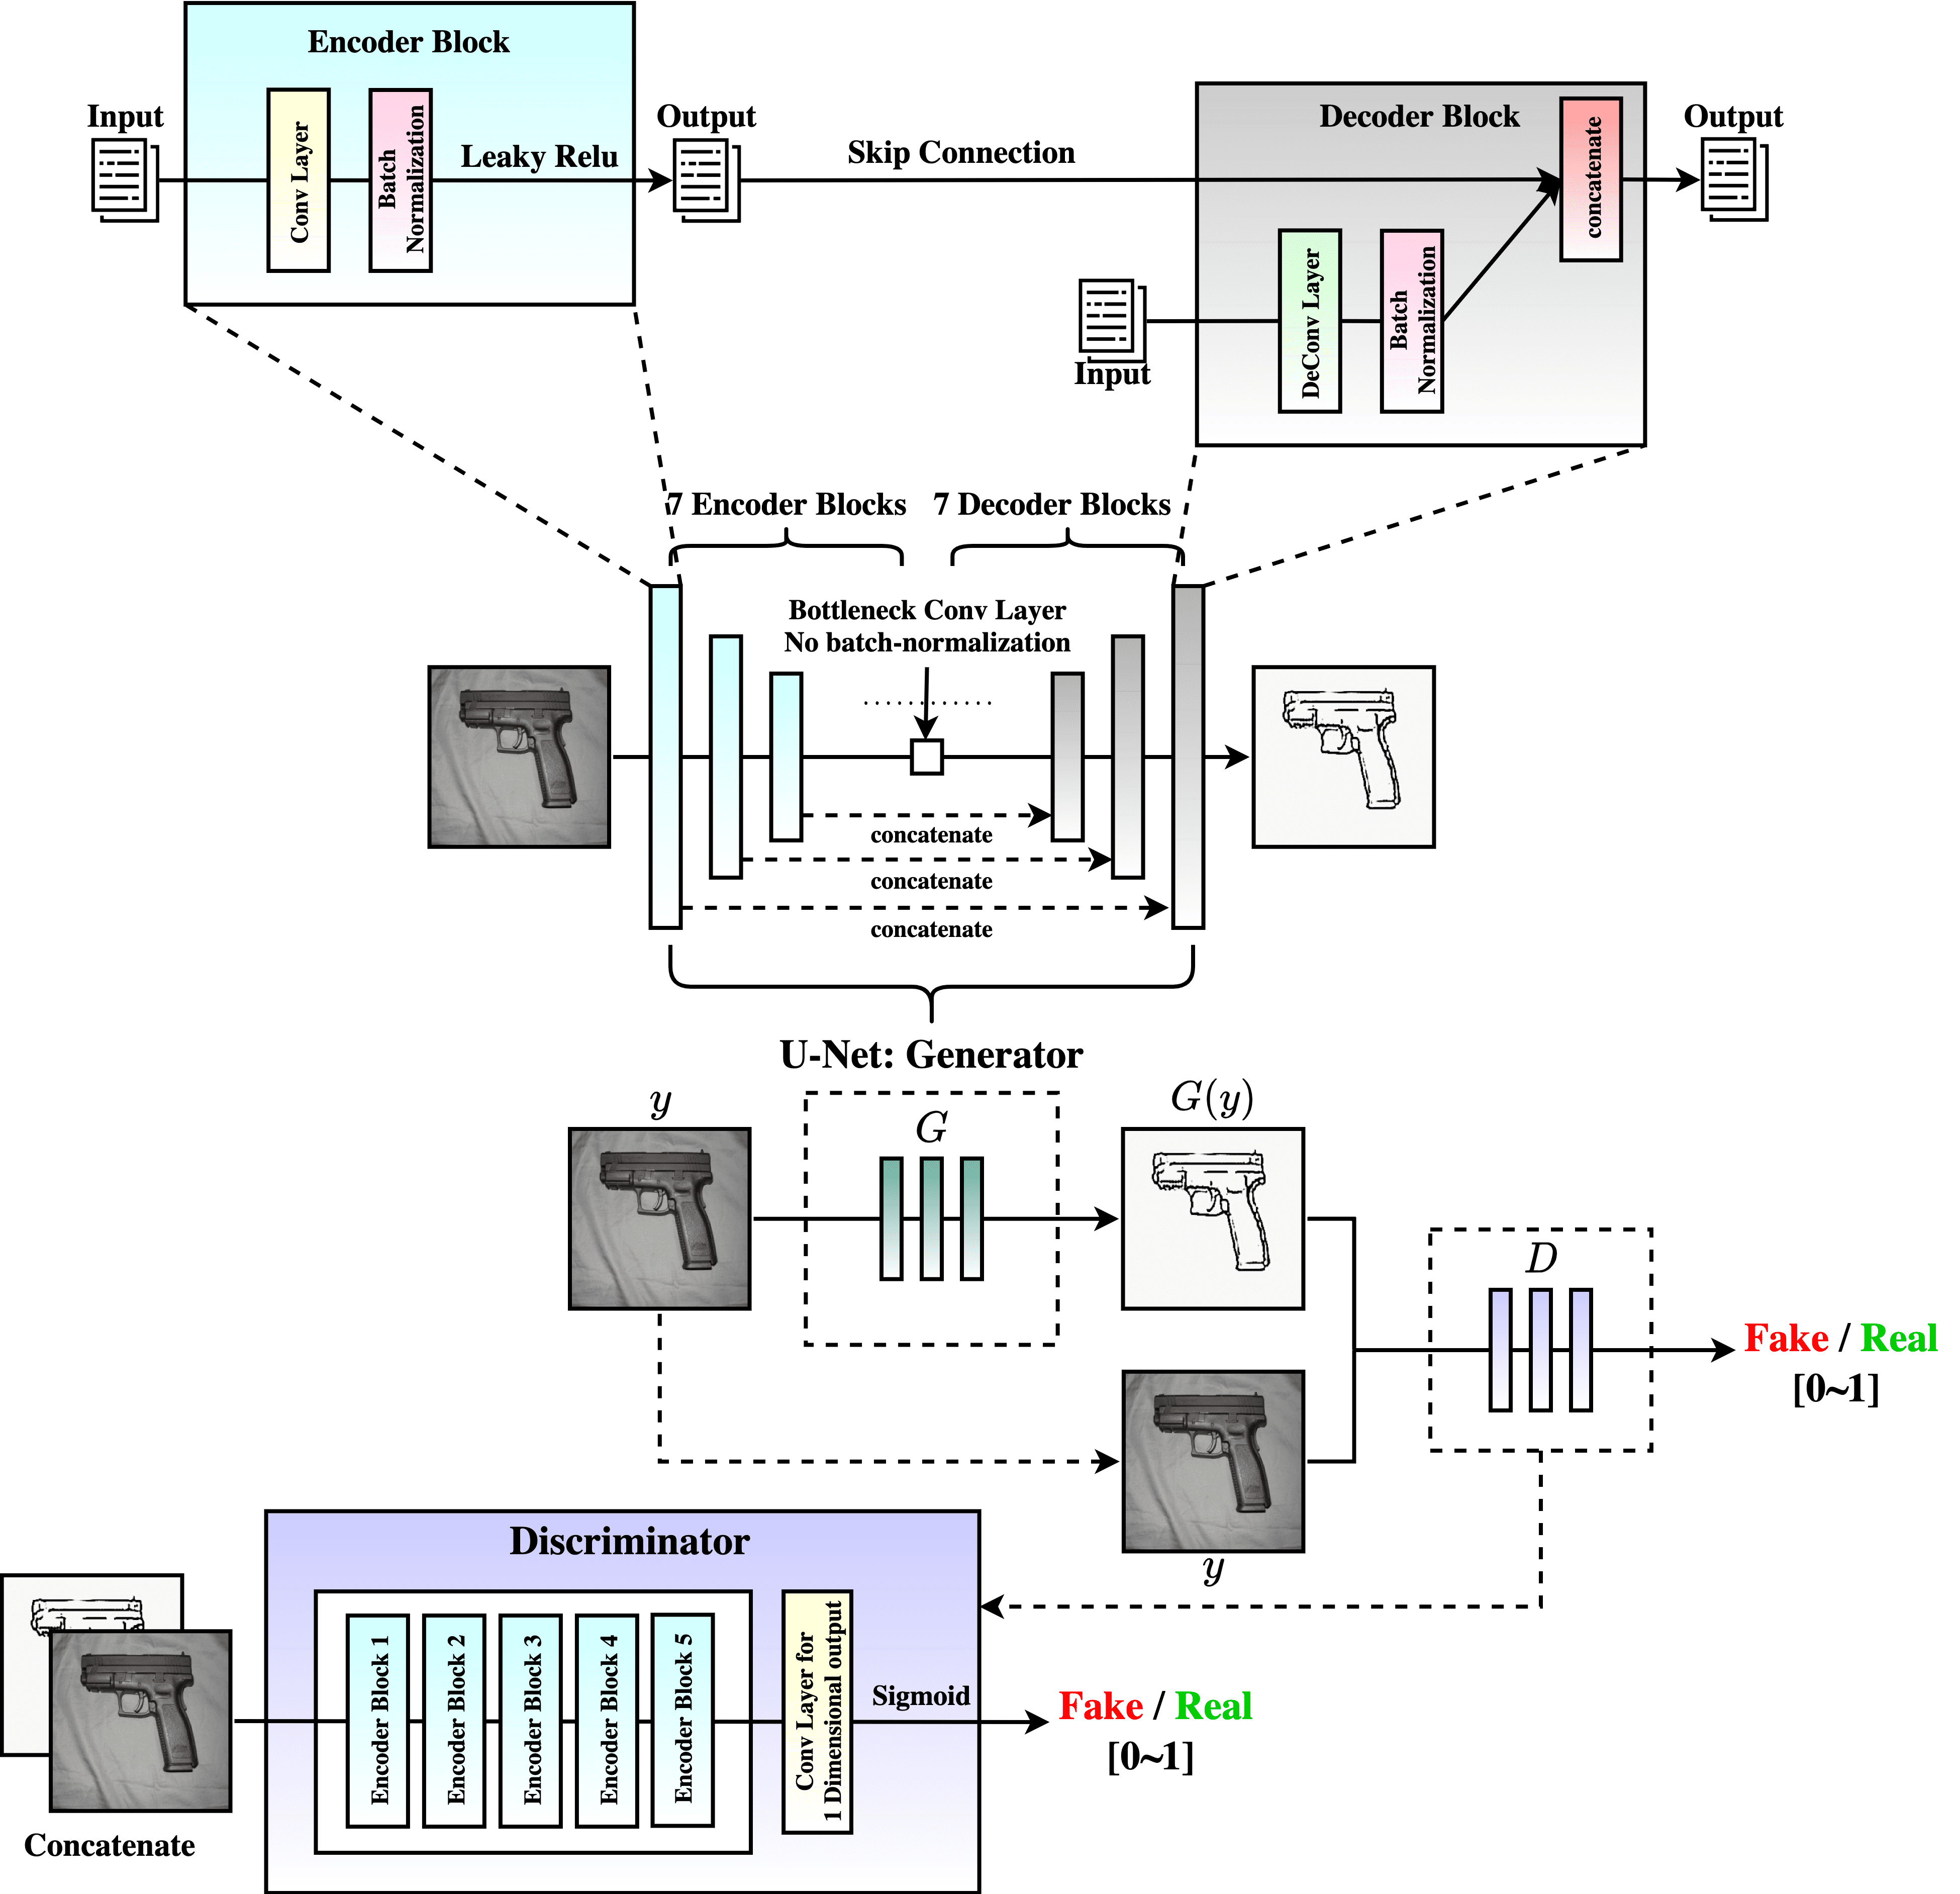 Encoder Block
Input
Conv Layer
Batch
Normalization
Leaky Relu
Output
Skip Connection
Decoder Block
concatenate
Output
Input
DeConv Layer
Batch
Normalization
7 Encoder Blocks
7 Decoder Blocks
Bottleneck Conv Layer
No batch-normalization
............
concatenate
concatenate
concatenate
U-Net: Generator
y
G
G(y)
D
Fake / Real
[0~1]
y
Discriminator
Encoder Block 1
Encoder Block 2
Encoder Block 3
Encoder Block 4
Encoder Block 5
Conv Layer for
1 Dimensional output
Sigmoid
Fake / Real
[0~1]
Concatenate